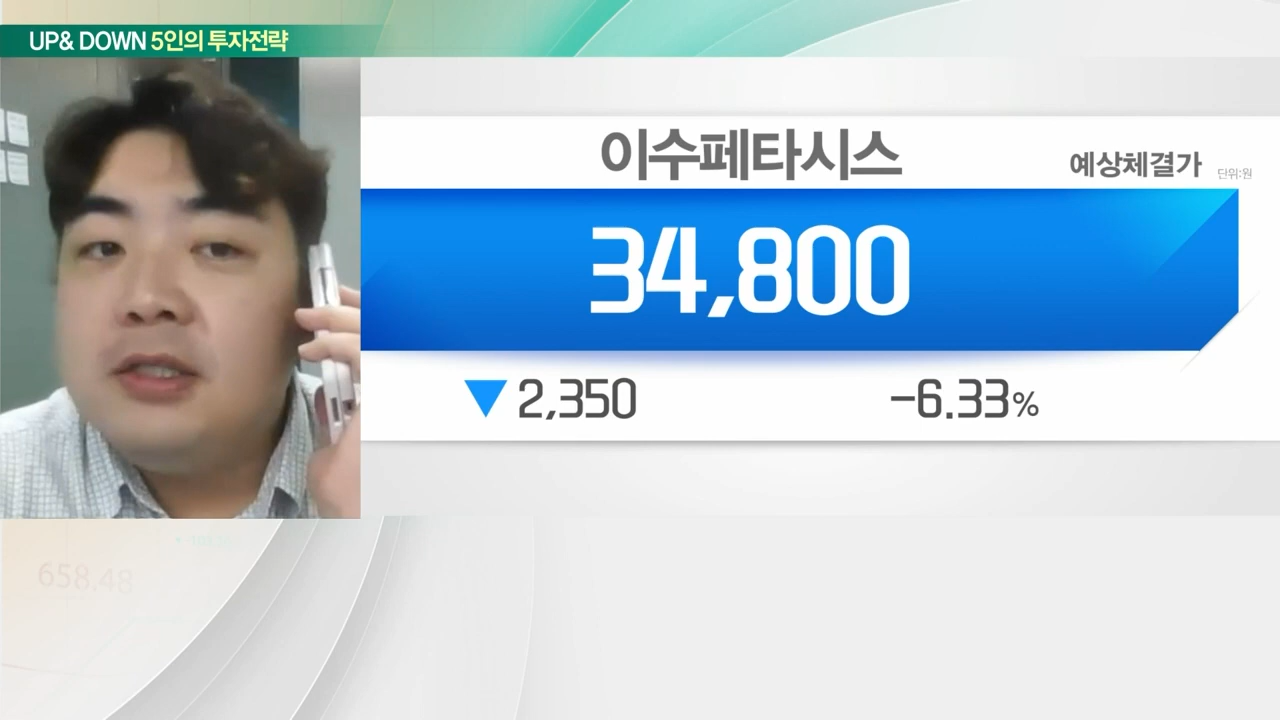 UP& DOWN 5인의 투자전략
이수페타시스
예상체결가
단위:원
34,800
▼ 2,350
-6.33%
658.48